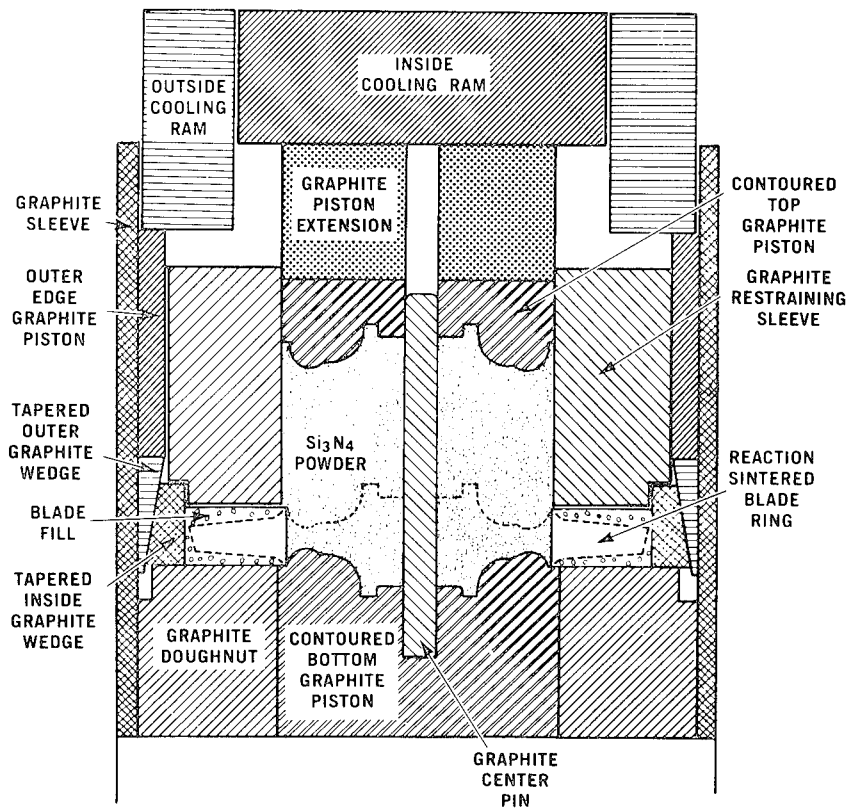 INSIDE
COOLING RAM
OUTSIDE
COOLING
RAM
GRAPHITE
PISTON
EXTENSION
GRAPHITE
SLEEVE
OUTER
EDGE
GRAPHITE
PISTON
TAPERED
OUTER
GRAPHITE
WEDGE
BLADE
FILL
TAPERED
INSIDE
GRAPHITE
WEDGE
Si₃N₄
POWDER
CONTOURED
TOP
GRAPHITE
PISTON
GRAPHITE
RESTRAINING
SLEEVE
REACTION
SINTERED
BLADE
RING
GRAPHITE
DOUGHNUT
CONTOURED
BOTTOM
GRAPHITE
PISTON
GRAPHITE
CENTER
PIN